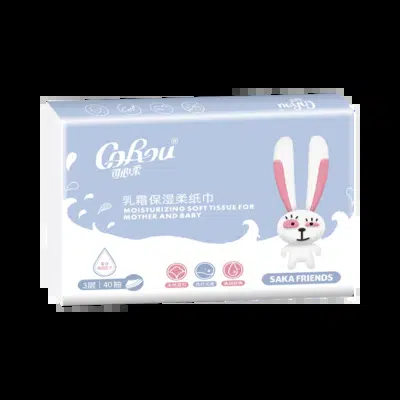 CoRou
可心柔
乳霜保湿柔纸巾
MOISTURIZING SOFT TISSUE FOR
MOTHER AND BABY
3层 | 40抽
SAKA FRIENDS